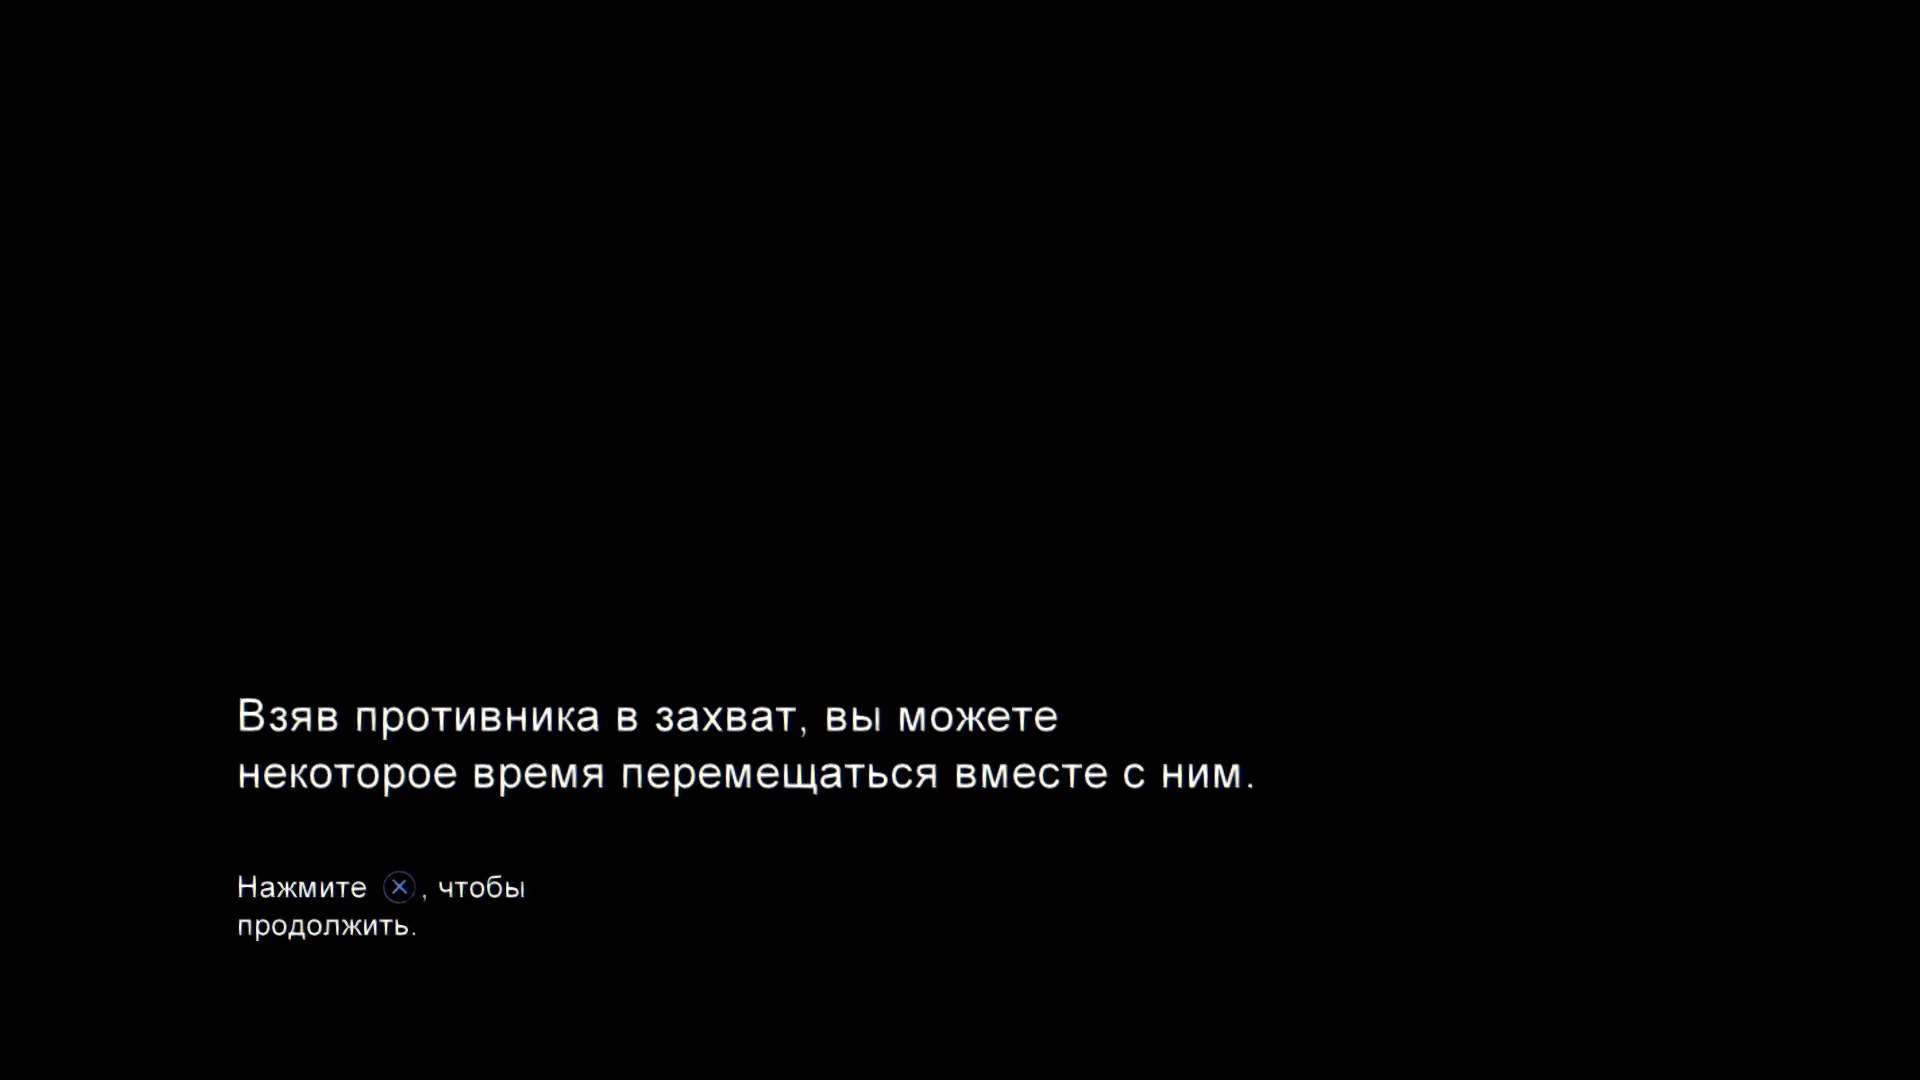 Взяв противника в захват, вы можете
некоторое время перемещаться вместе с ним.
Нажмите ⓧ, чтобы
продолжить.